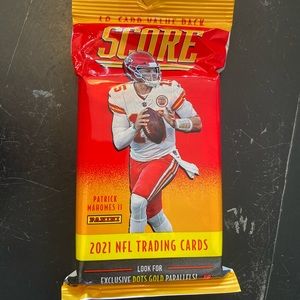 40-CARD VALUE PACK
SCORE
15
PATRICK
MAHOMES II
PANINI
2021 NFL TRADING CARDS
LOOK FOR
EXCLUSIVE DOTS GOLD PARALLELS!